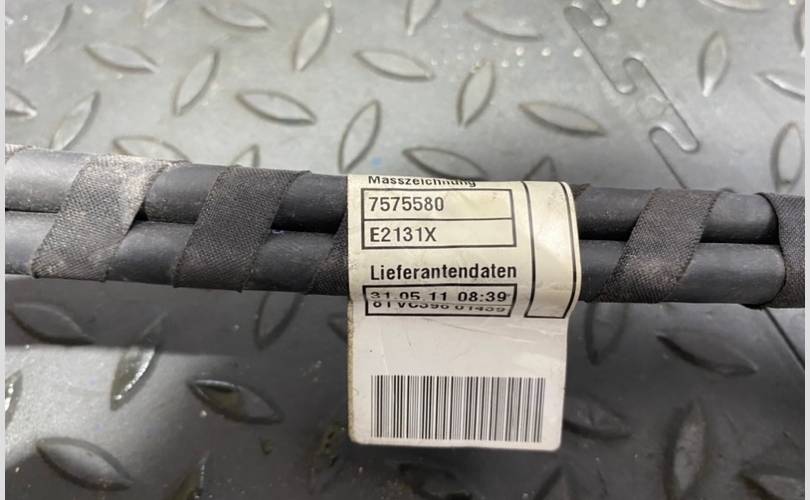 Masszeichnung
7575580
E2131X
Lieferantendaten
31.05.11 08:39